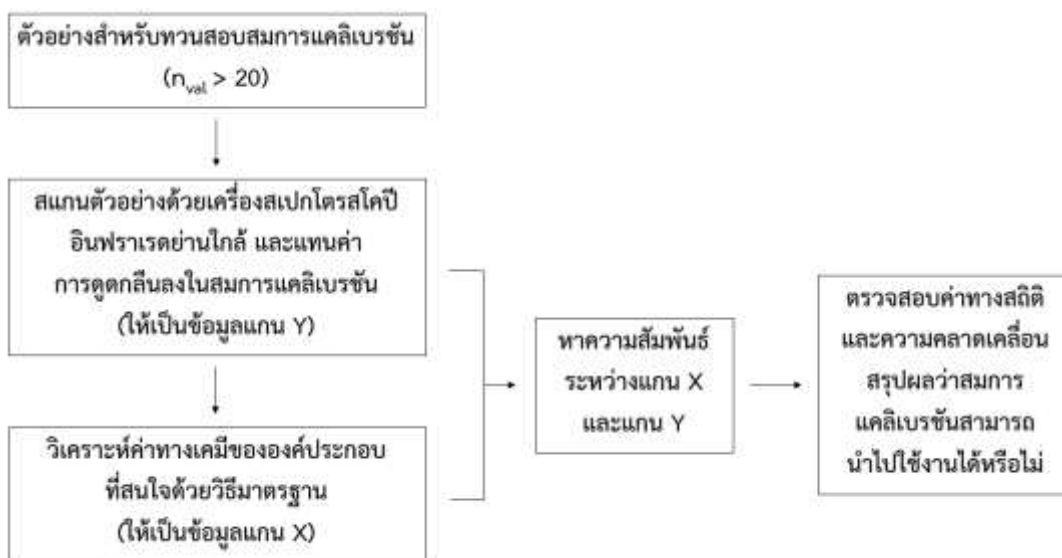 ตัวอย่างสำหรับทวนสอบสมการแคลิเบรชัน
(nval > 20)
สแกนตัวอย่างด้วยเครื่องสเปกโตรสโคปี
อินฟราเรดย่านใกล้ และแทนค่า
การดูดกลืนลงในสมการแคลิเบรชัน
(ให้เป็นข้อมูลแกน Y)
วิเคราะห์ค่าทางเคมีขององค์ประกอบ
ที่สนใจด้วยวิธีมาตรฐาน
(ให้เป็นข้อมูลแกน X)
หาความสัมพันธ์
ระหว่างแกน X
และแกน Y
ตรวจสอบค่าทางสถิติ
และความคลาดเคลื่อน
สรุปผลว่าสมการ
แคลิเบรชันสามารถ
นำไปใช้งานได้หรือไม่